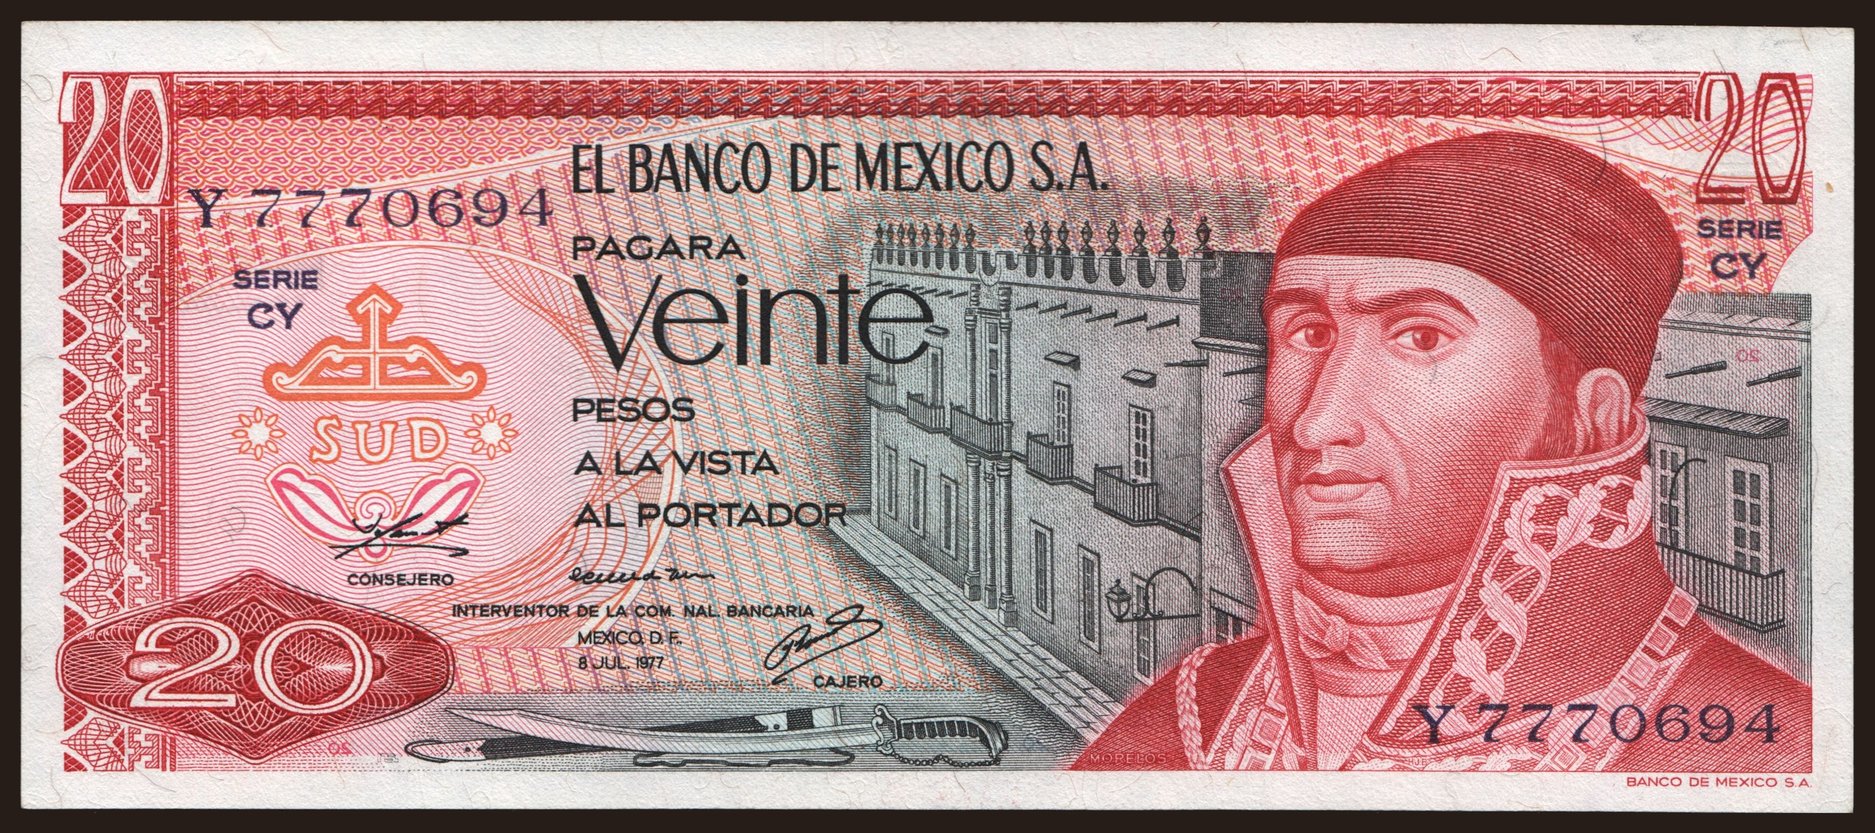 20
20
EL BANCO DE MEXICO S.A.
Y 7770694
SERIE
CY
PAGARA
SERIE
CY
Veinte
SUD
PESOS
A LA VISTA
AL PORTADOR
CONSEJERO
INTERVENTOR DE LA COM. NAL. BANCARIA
MEXICO, D. F.
8 JUL. 1977
CAJERO
20
Y 7770694
MORELOS
BANCO DE MEXICO S.A.